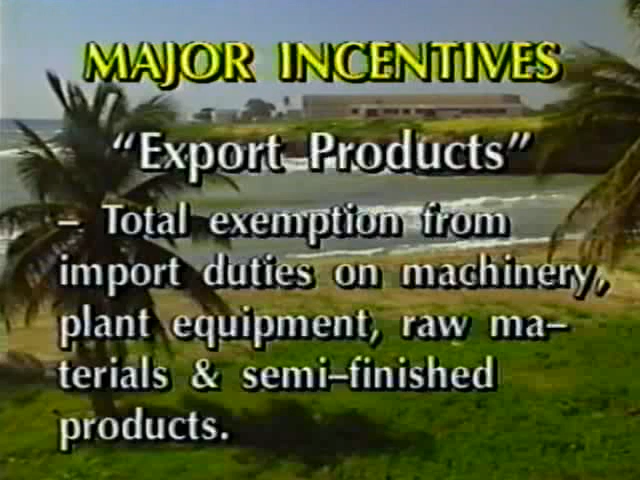 MAJOR INCENTIVES
“Export Products”
– Total exemption from
import duties on machinery,
plant equipment, raw ma–
terials & semi–finished
products.